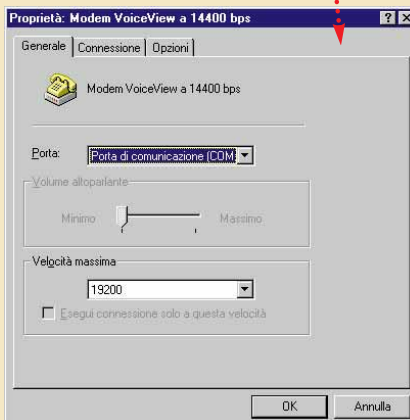 Proprietà: Modem VoiceView a 14400 bps
Generale Connessione Opzioni
Modem VoiceView a 14400 bps
Porta: Porta di comunicazione (COM
Volume altoparlante
Minimo Massimo
Velocità massima
19200
Esegui connessione solo a questa velocità
OK Annulla